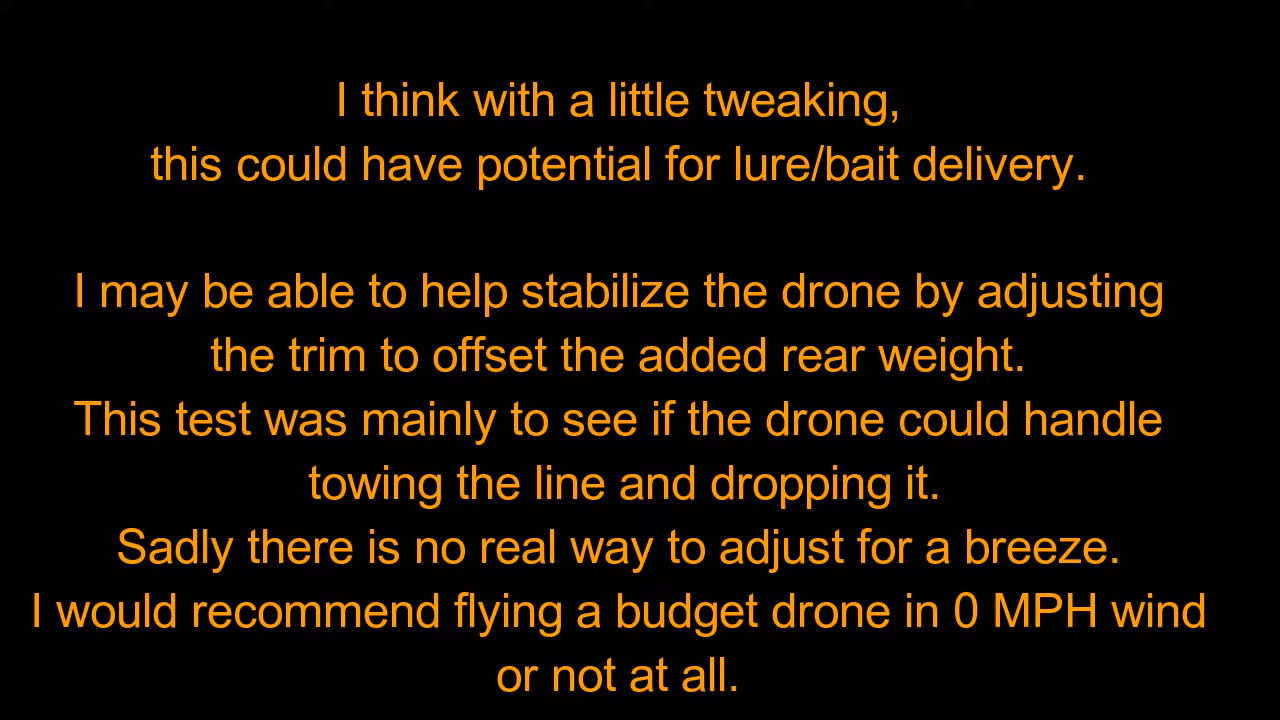 I think with a little tweaking,
this could have potential for lure/bait delivery.
I may be able to help stabilize the drone by adjusting
the trim to offset the added rear weight.
This test was mainly to see if the drone could handle
towing the line and dropping it.
Sadly there is no real way to adjust for a breeze.
I would recommend flying a budget drone in 0 MPH wind
or not at all.